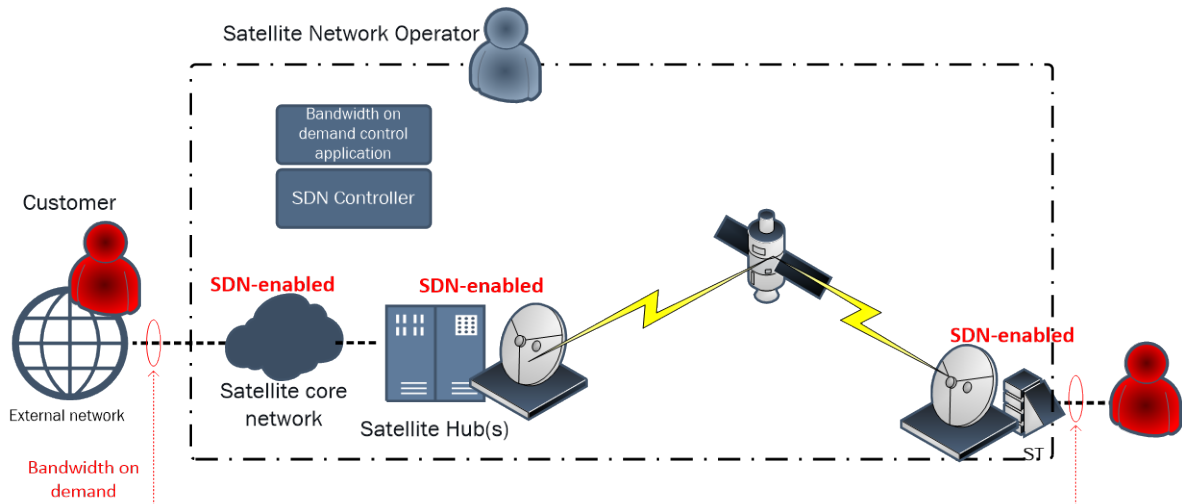 Satellite Network Operator
Bandwidth on
demand control
application
SDN Controller
Customer
SDN-enabled
SDN-enabled
SDN-enabled
Satellite core
network
External network
Satellite Hub(s)
ST
Bandwidth on
demand